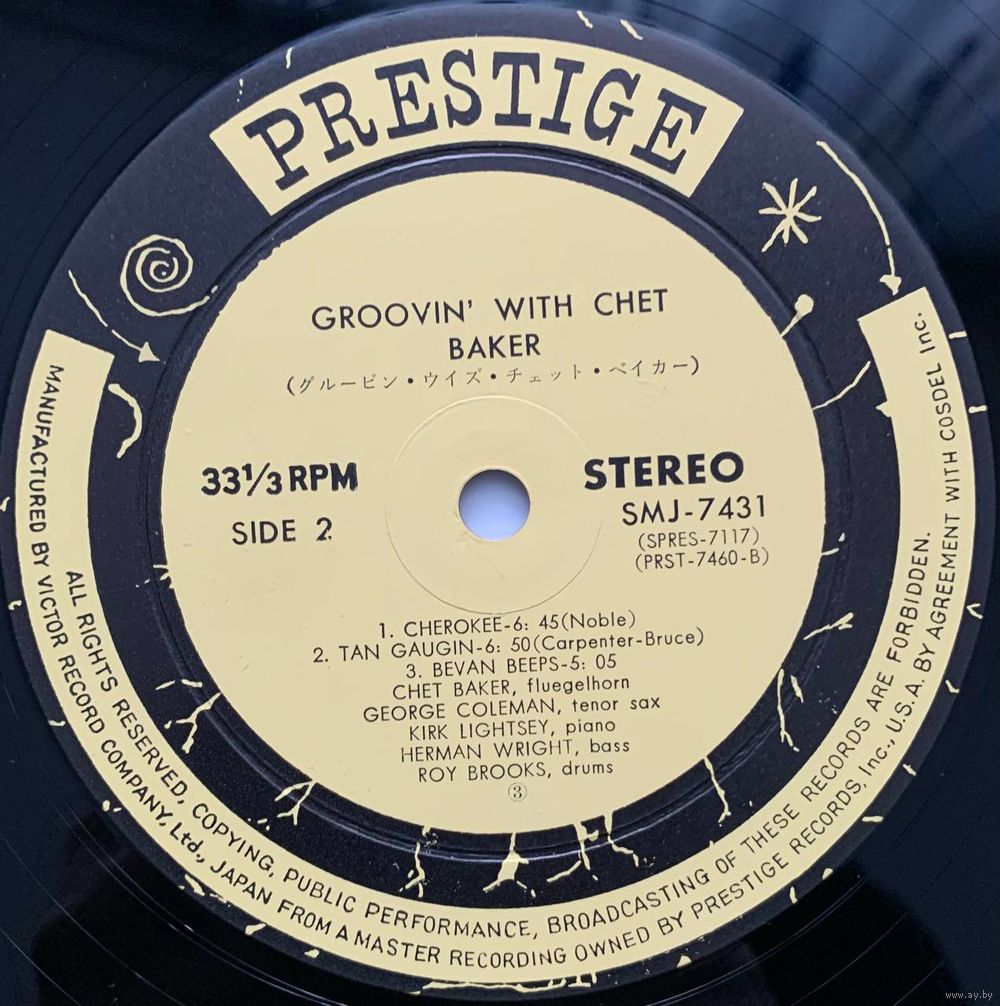 PRESTIGE
GROOVIN' WITH CHET
BAKER
(グルービン・ウイズ・チェット・ベイカー)
33⅓ RPM
SIDE 2
STEREO
SMJ-7431
(SPRES-7117)
(PRST-7460-B)
1. CHEROKEE-6: 45(Noble)
2. TAN GAUGIN-6: 50(Carpenter-Bruce)
3. BEVAN BEEPS-5: 05
CHET BAKER, fluegelhorn
GEORGE COLEMAN, tenor sax
KIRK LIGHTSEY, piano
HERMAN WRIGHT, bass
ROY BROOKS, drums
③
ALL RIGHTS RESERVED, COPYING, PUBLIC PERFORMANCE, BROADCASTING OF THESE RECORDS ARE FORBIDDEN.
MANUFACTURED BY VICTOR RECORD COMPANY, Ltd., JAPAN FROM A MASTER RECORDING OWNED BY PRESTIGE RECORDS, Inc., U.S.A. BY AGREEMENT WITH COSDEL Inc.
www.ay.by